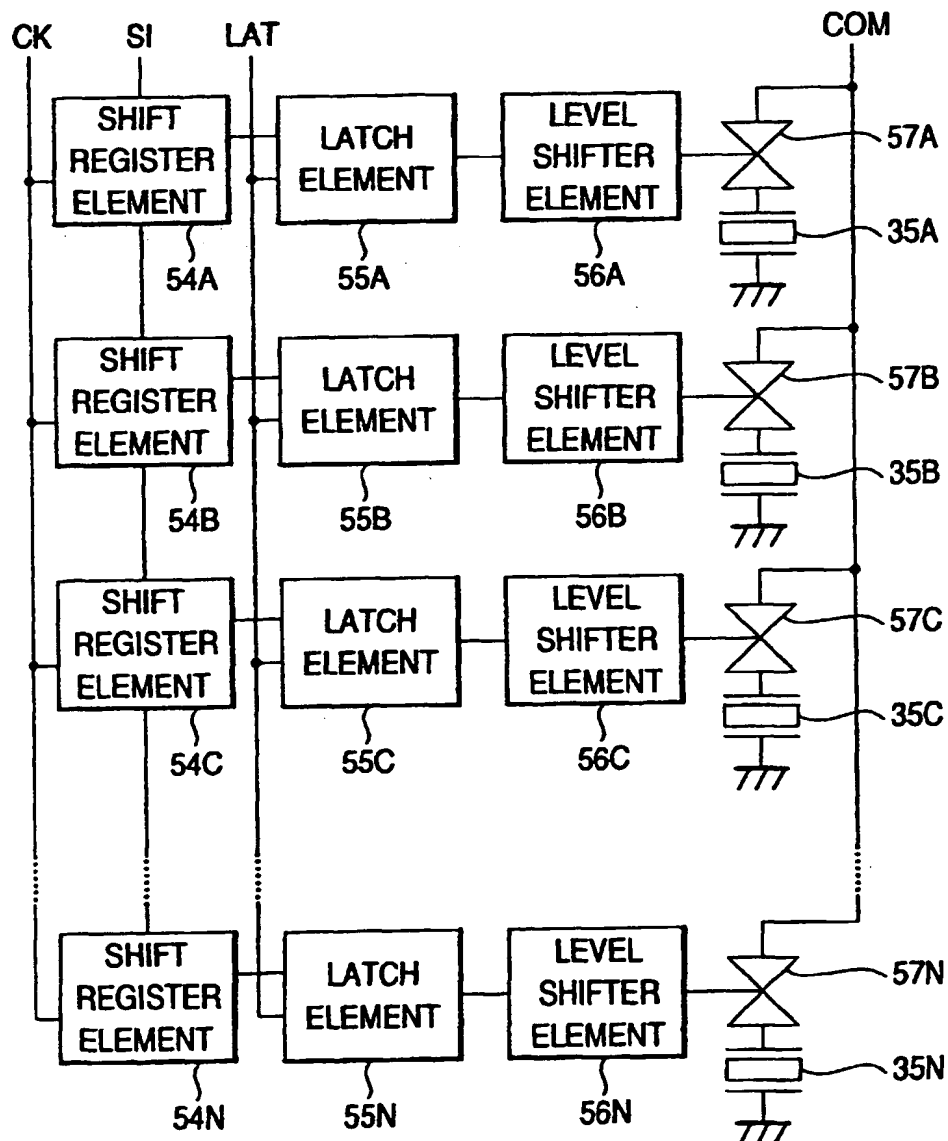 CK SI LAT COM
SHIFT
REGISTER
ELEMENT
LATCH
ELEMENT
LEVEL
SHIFTER
ELEMENT
57A
35A
54A 55A 56A
SHIFT
REGISTER
ELEMENT
LATCH
ELEMENT
LEVEL
SHIFTER
ELEMENT
57B
35B
54B 55B 56B
SHIFT
REGISTER
ELEMENT
LATCH
ELEMENT
LEVEL
SHIFTER
ELEMENT
57C
35C
54C 55C 56C
SHIFT
REGISTER
ELEMENT
LATCH
ELEMENT
LEVEL
SHIFTER
ELEMENT
57N
35N
54N 55N 56N